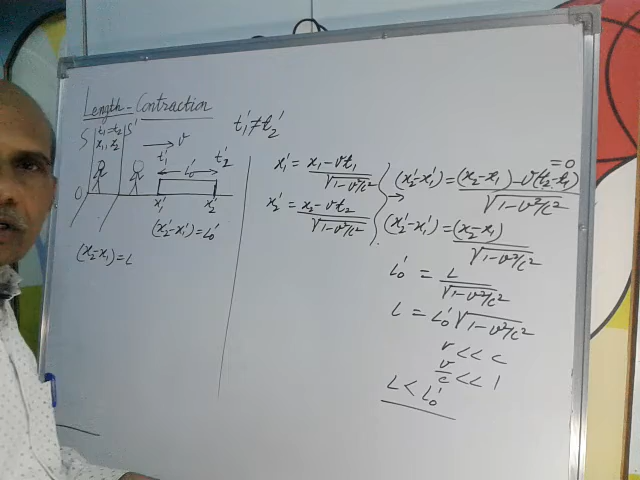 Length-Contraction
S t₁=t₂ S'
x₁, x₂
→ v
t₁' L₀' t₂'
O x₁' x₂'
(x₂'-x₁')=L₀'
(x₂-x₁)=L
t₁'≠t₂'
x₁' = x₁-vt₁/√1-v²/c²
x₂' = x₂-vt₂/√1-v²/c²
→
=0
(x₂'-x₁')=(x₂-x₁)-v(t₂-t₁)/√1-v²/c²
(x₂'-x₁')=(x₂-x₁)/√1-v²/c²
L₀' = L/√1-v²/c²
L = L₀'√1-v²/c²
v<<c
v/c<<1
L<L₀'